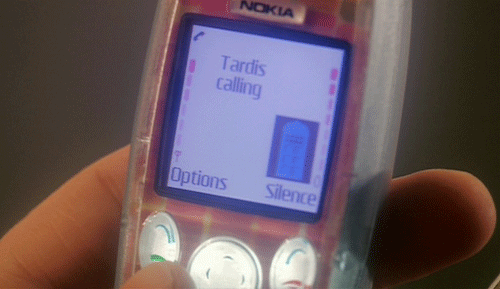 NOKIA
Tardis
calling
Options
Silence